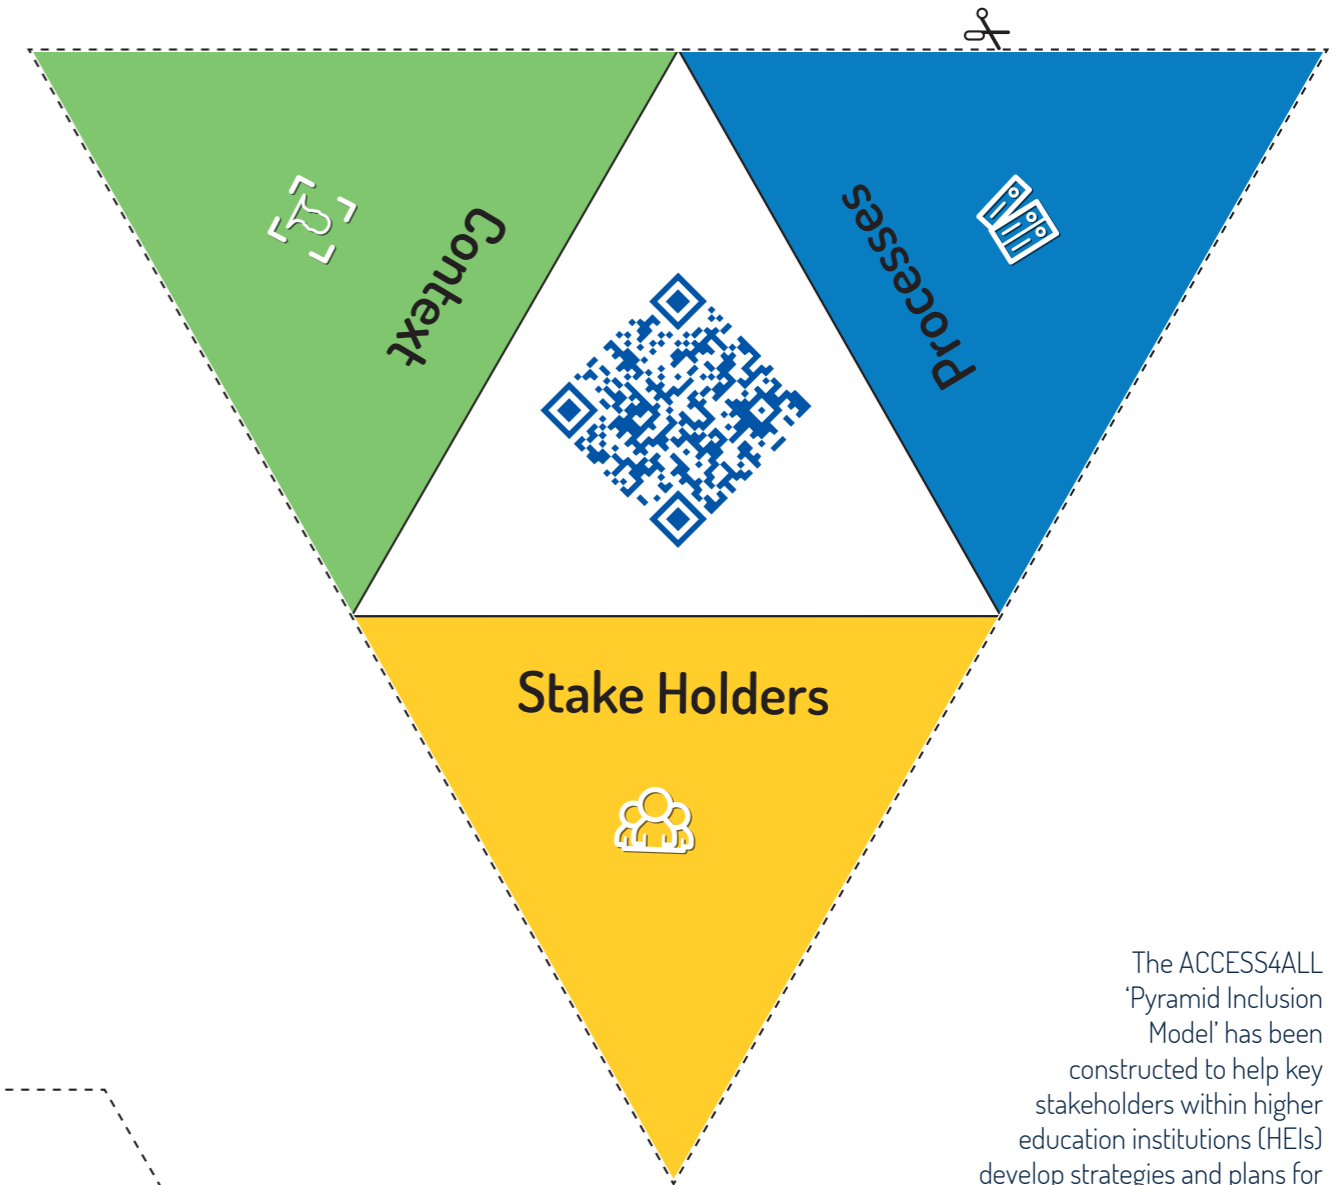 Context
Processes
Stake Holders
The ACCESS4ALL
‘Pyramid Inclusion
Model’ has been
constructed to help key
stakeholders within higher
education institutions (HEIs)
develop strategies and plans for